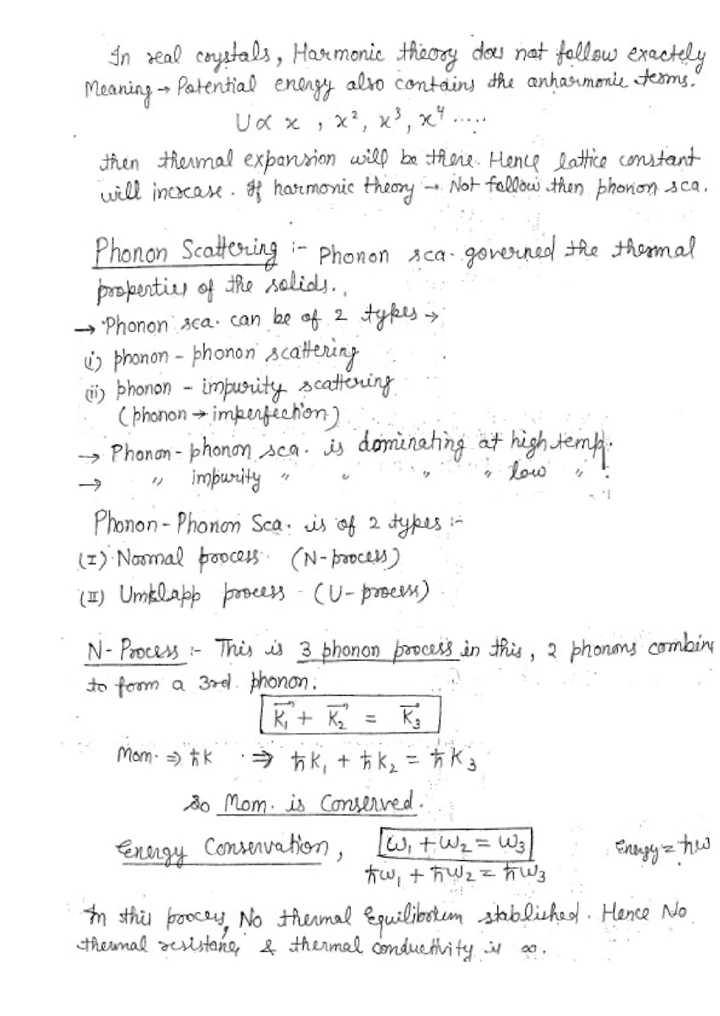 In real crystals, Harmonic theory does not follow exactely
Meaning → Potential energy also contains the anharmonic terms.
U ∝ x , x², x³, x⁴ .....
then thermal expansion will be there. Hence lattice constant
will increase. If harmonic theory → Not follow then phonon sca.
Phonon Scattering :- Phonon sca. governed the thermal
properties of the solids.
→ Phonon sca. can be of 2 types →
(i) phonon - phonon scattering
(ii) phonon - impurity scattering
(phonon → imperfection)
→ Phonon - phonon sca. is dominating at high temp.
→ " impurity " " " " low "
Phonon - Phonon Sca. is of 2 types :-
(I) Normal process (N-process)
(II) Umklapp process - (U-process)
N-Process :- This is 3 phonon process in this, 2 phonons combine
to form a 3rd phonon.
K⃗₁ + K⃗₂ = K⃗₃
Mom. ⇒ ħK ⇒ ħk₁ + ħk₂ = ħk₃
So Mom. is Conserved.
Energy Conservation, ω₁ + ω₂ = ω₃ Energy = ħω
ħω₁ + ħω₂ = ħω₃
In this process, No thermal Equilibrium stablished. Hence No
thermal resistance & thermal conductivity is ∞.